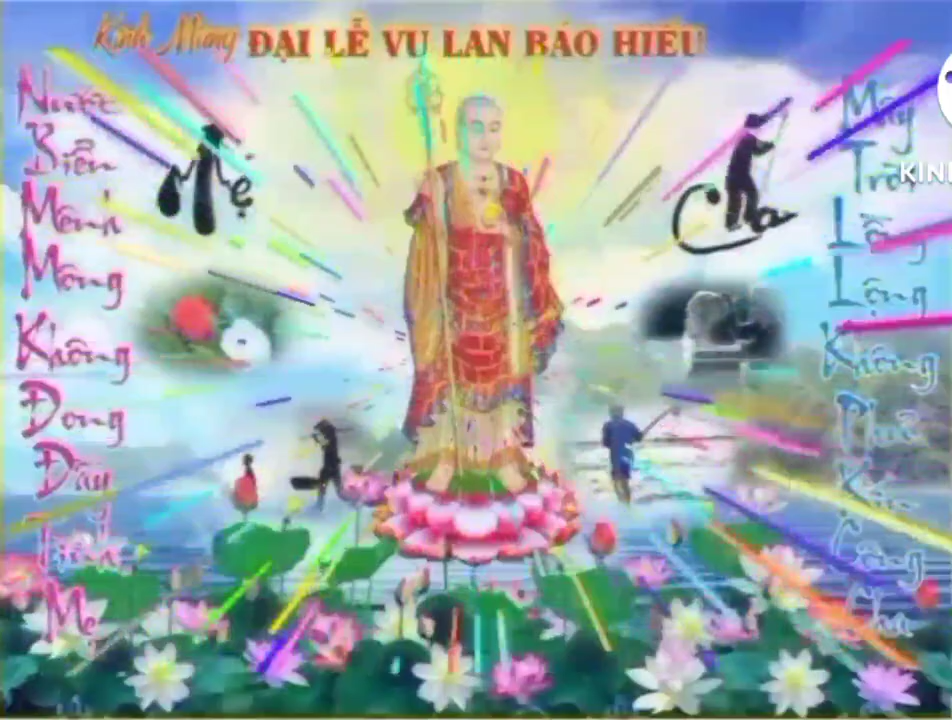 Kính Mừng ĐẠI LỄ VU LAN BÁO HIẾU
Nước
Biển
Mênh
Mông
Không
Đong
Đầy
Tình
Mẹ
Mẹ
Cha
Mây
Trời
Lồng
Lộng
Không
Phủ
Kín
Công
Cha
KIN